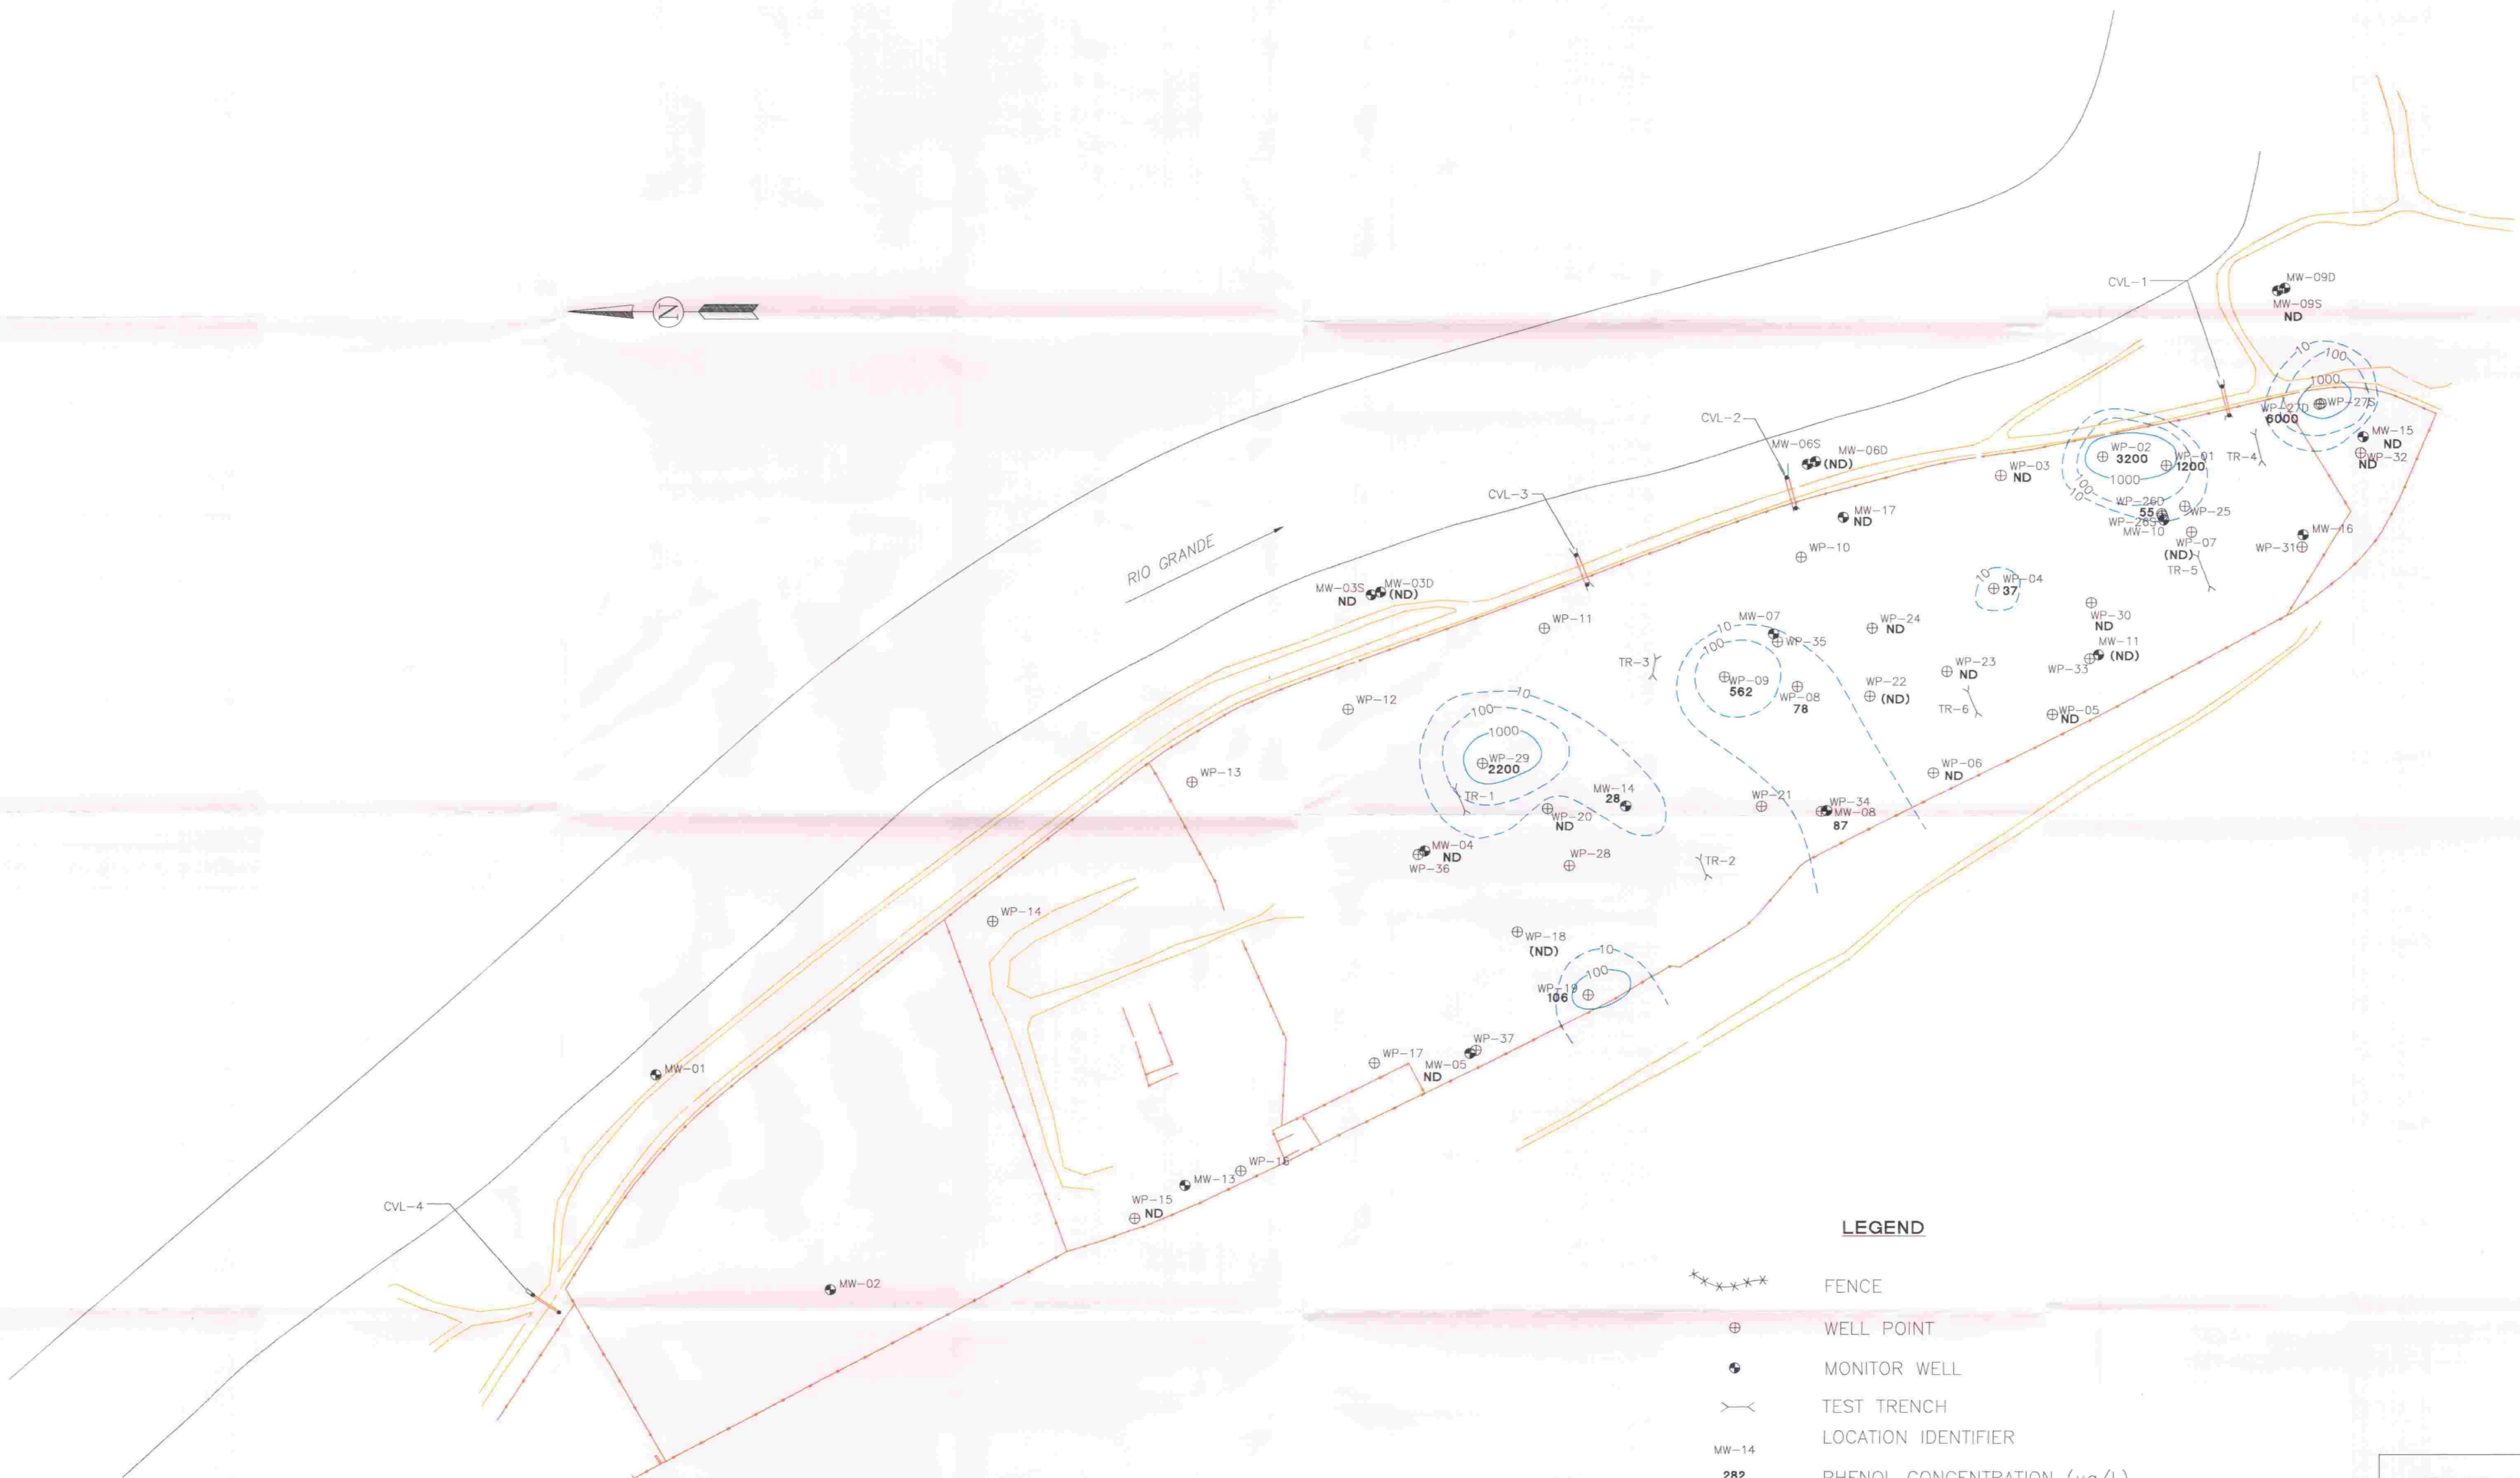 MW-09D
CVL-1
MW-09S
ND
N
10
100
1000
WP-27S
WP-27D
6000
MW-15
ND
WP-32
ND
TR-4
CVL-2
MW-06S
MW-06D
(ND)
WP-02
3200
WP-01
1200
1000
100
10
WP-03
ND
WP-26D
55
WP-25
WP-26S
MW-10
WP-07
(ND)
TR-5
MW-16
WP-31
CVL-3
MW-17
ND
WP-10
RIO GRANDE
MW-03S
ND
MW-03D
(ND)
10
WP-04
37
WP-30
ND
MW-11
(ND)
WP-33
WP-11
MW-07
WP-35
10
100
WP-24
ND
TR-3
WP-09
562
WP-08
78
WP-23
ND
WP-22
(ND)
TR-6
WP-05
ND
WP-12
10
100
1000
WP-29
2200
WP-13
WP-06
ND
TR-1
MW-14
28
WP-20
ND
WP-21
WP-34
MW-08
87
MW-04
ND
WP-36
WP-28
TR-2
WP-14
WP-18
(ND)
10
100
WP-19
106
WP-37
WP-17
MW-05
ND
MW-01
WP-16
MW-13
WP-15
ND
CVL-4
MW-02
LEGEND
FENCE
WELL POINT
MONITOR WELL
TEST TRENCH
MW-14 LOCATION IDENTIFIER
282 PHENOL CONCENTRATION (ug/L)